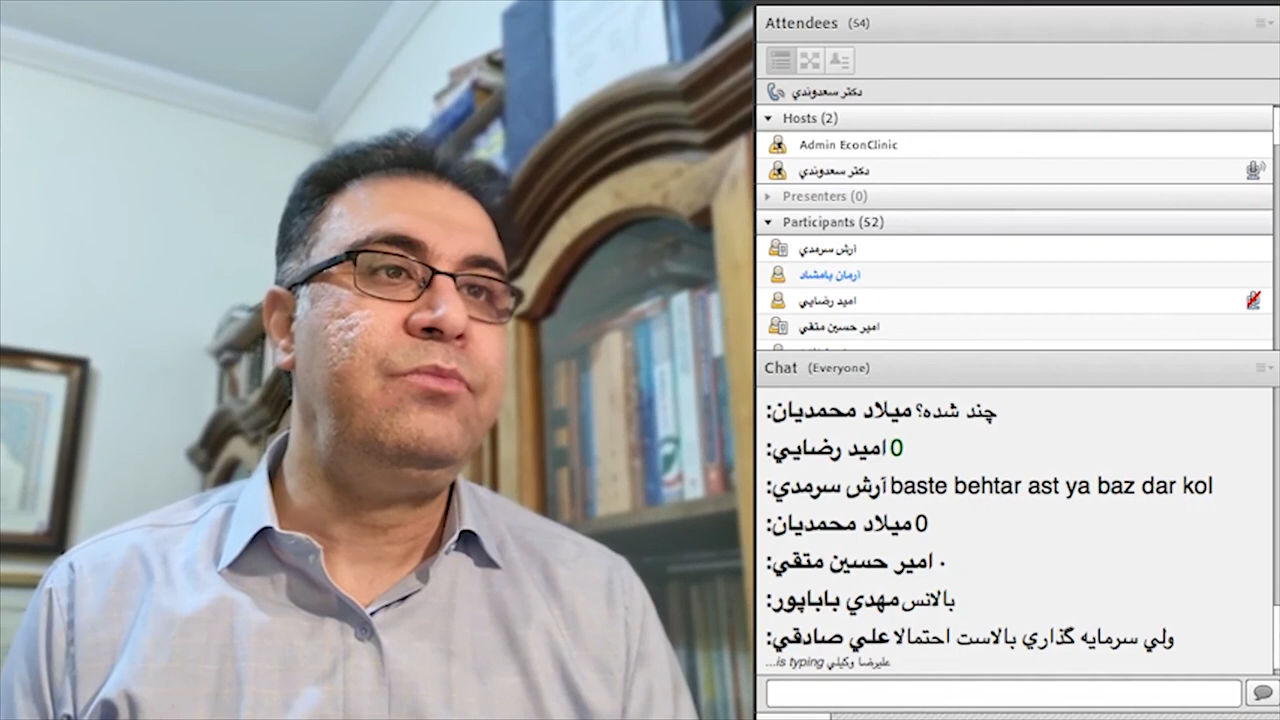 Attendees (54)
دكتر سعدوندي
Hosts (2)
Admin EconClinic
دكتر سعدوندي
Presenters (0)
Participants (52)
آرش سرمدي
آرمان بامشاد
اميد رضايي
امير حسين متقي
Chat (Everyone)
ميلاد محمديان: چند شده؟
اميد رضايي: 0
آرش سرمدي: baste behtar ast ya baz dar kol
ميلاد محمديان: 0
امير حسين متقي: ۰
مهدي باباپور: بالانس
علي صادقي: ولي سرمايه گذاري بالاست احتمالا
عليرضا وكيلي is typing...